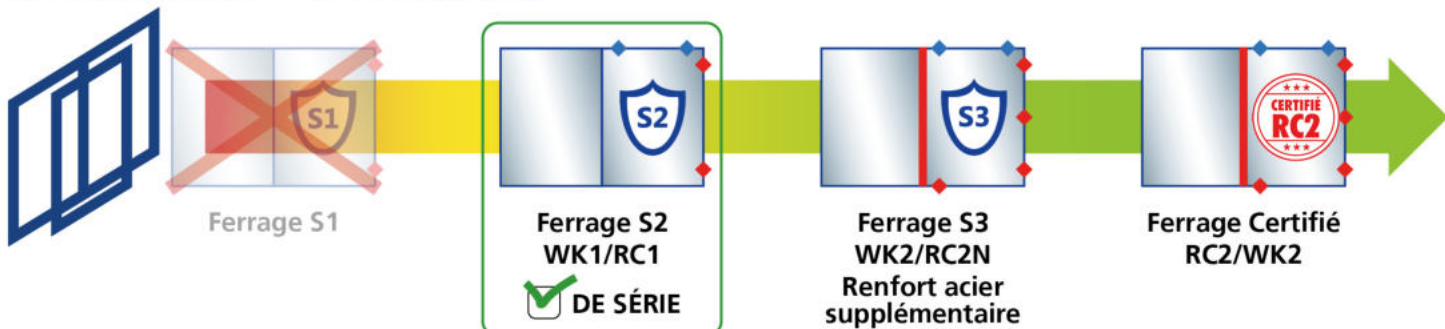 S1
Ferrage S1
S2
Ferrage S2
WK1/RC1
DE SÉRIE
S3
Ferrage S3
WK2/RC2N
Renfort acier
supplémentaire
CERTIFIÉ
RC2
Ferrage Certifié
RC2/WK2